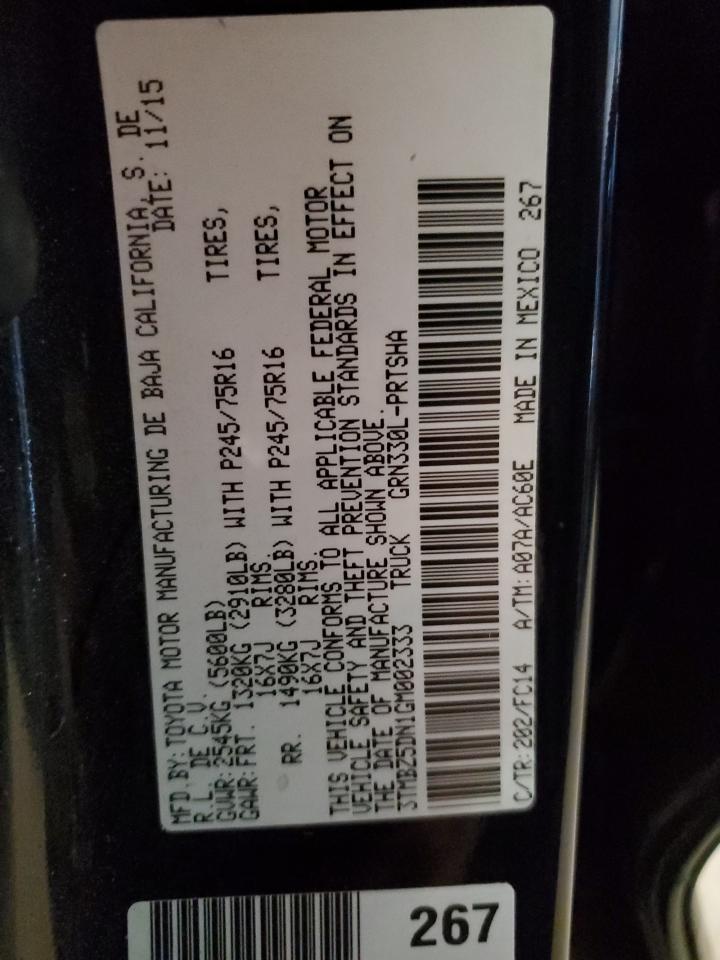 MFD.BY:TOYOTA MOTOR MANUFACTURING DE BAJA CALIFORNIA, S. DE
R.L. DE C.V. DATE: 11/15
GVWR:2545KG (5600LB)
GAWR:FRT. 1320KG (2910LB) WITH P245/75R16 TIRES,
16X7J RIMS.
RR. 1490KG (3280LB) WITH P245/75R16 TIRES,
16X7J RIMS.
THIS VEHICLE CONFORMS TO ALL APPLICABLE FEDERAL MOTOR
VEHICLE SAFETY AND THEFT PREVENTION STANDARDS IN EFFECT ON
THE DATE OF MANUFACTURE SHOWN ABOVE.
3TMBZ5DN1GM002333 TRUCK GRN330L-PRTSHA
C/TR:202/FC14 A/TM:A07A/AC60E MADE IN MEXICO 267
267